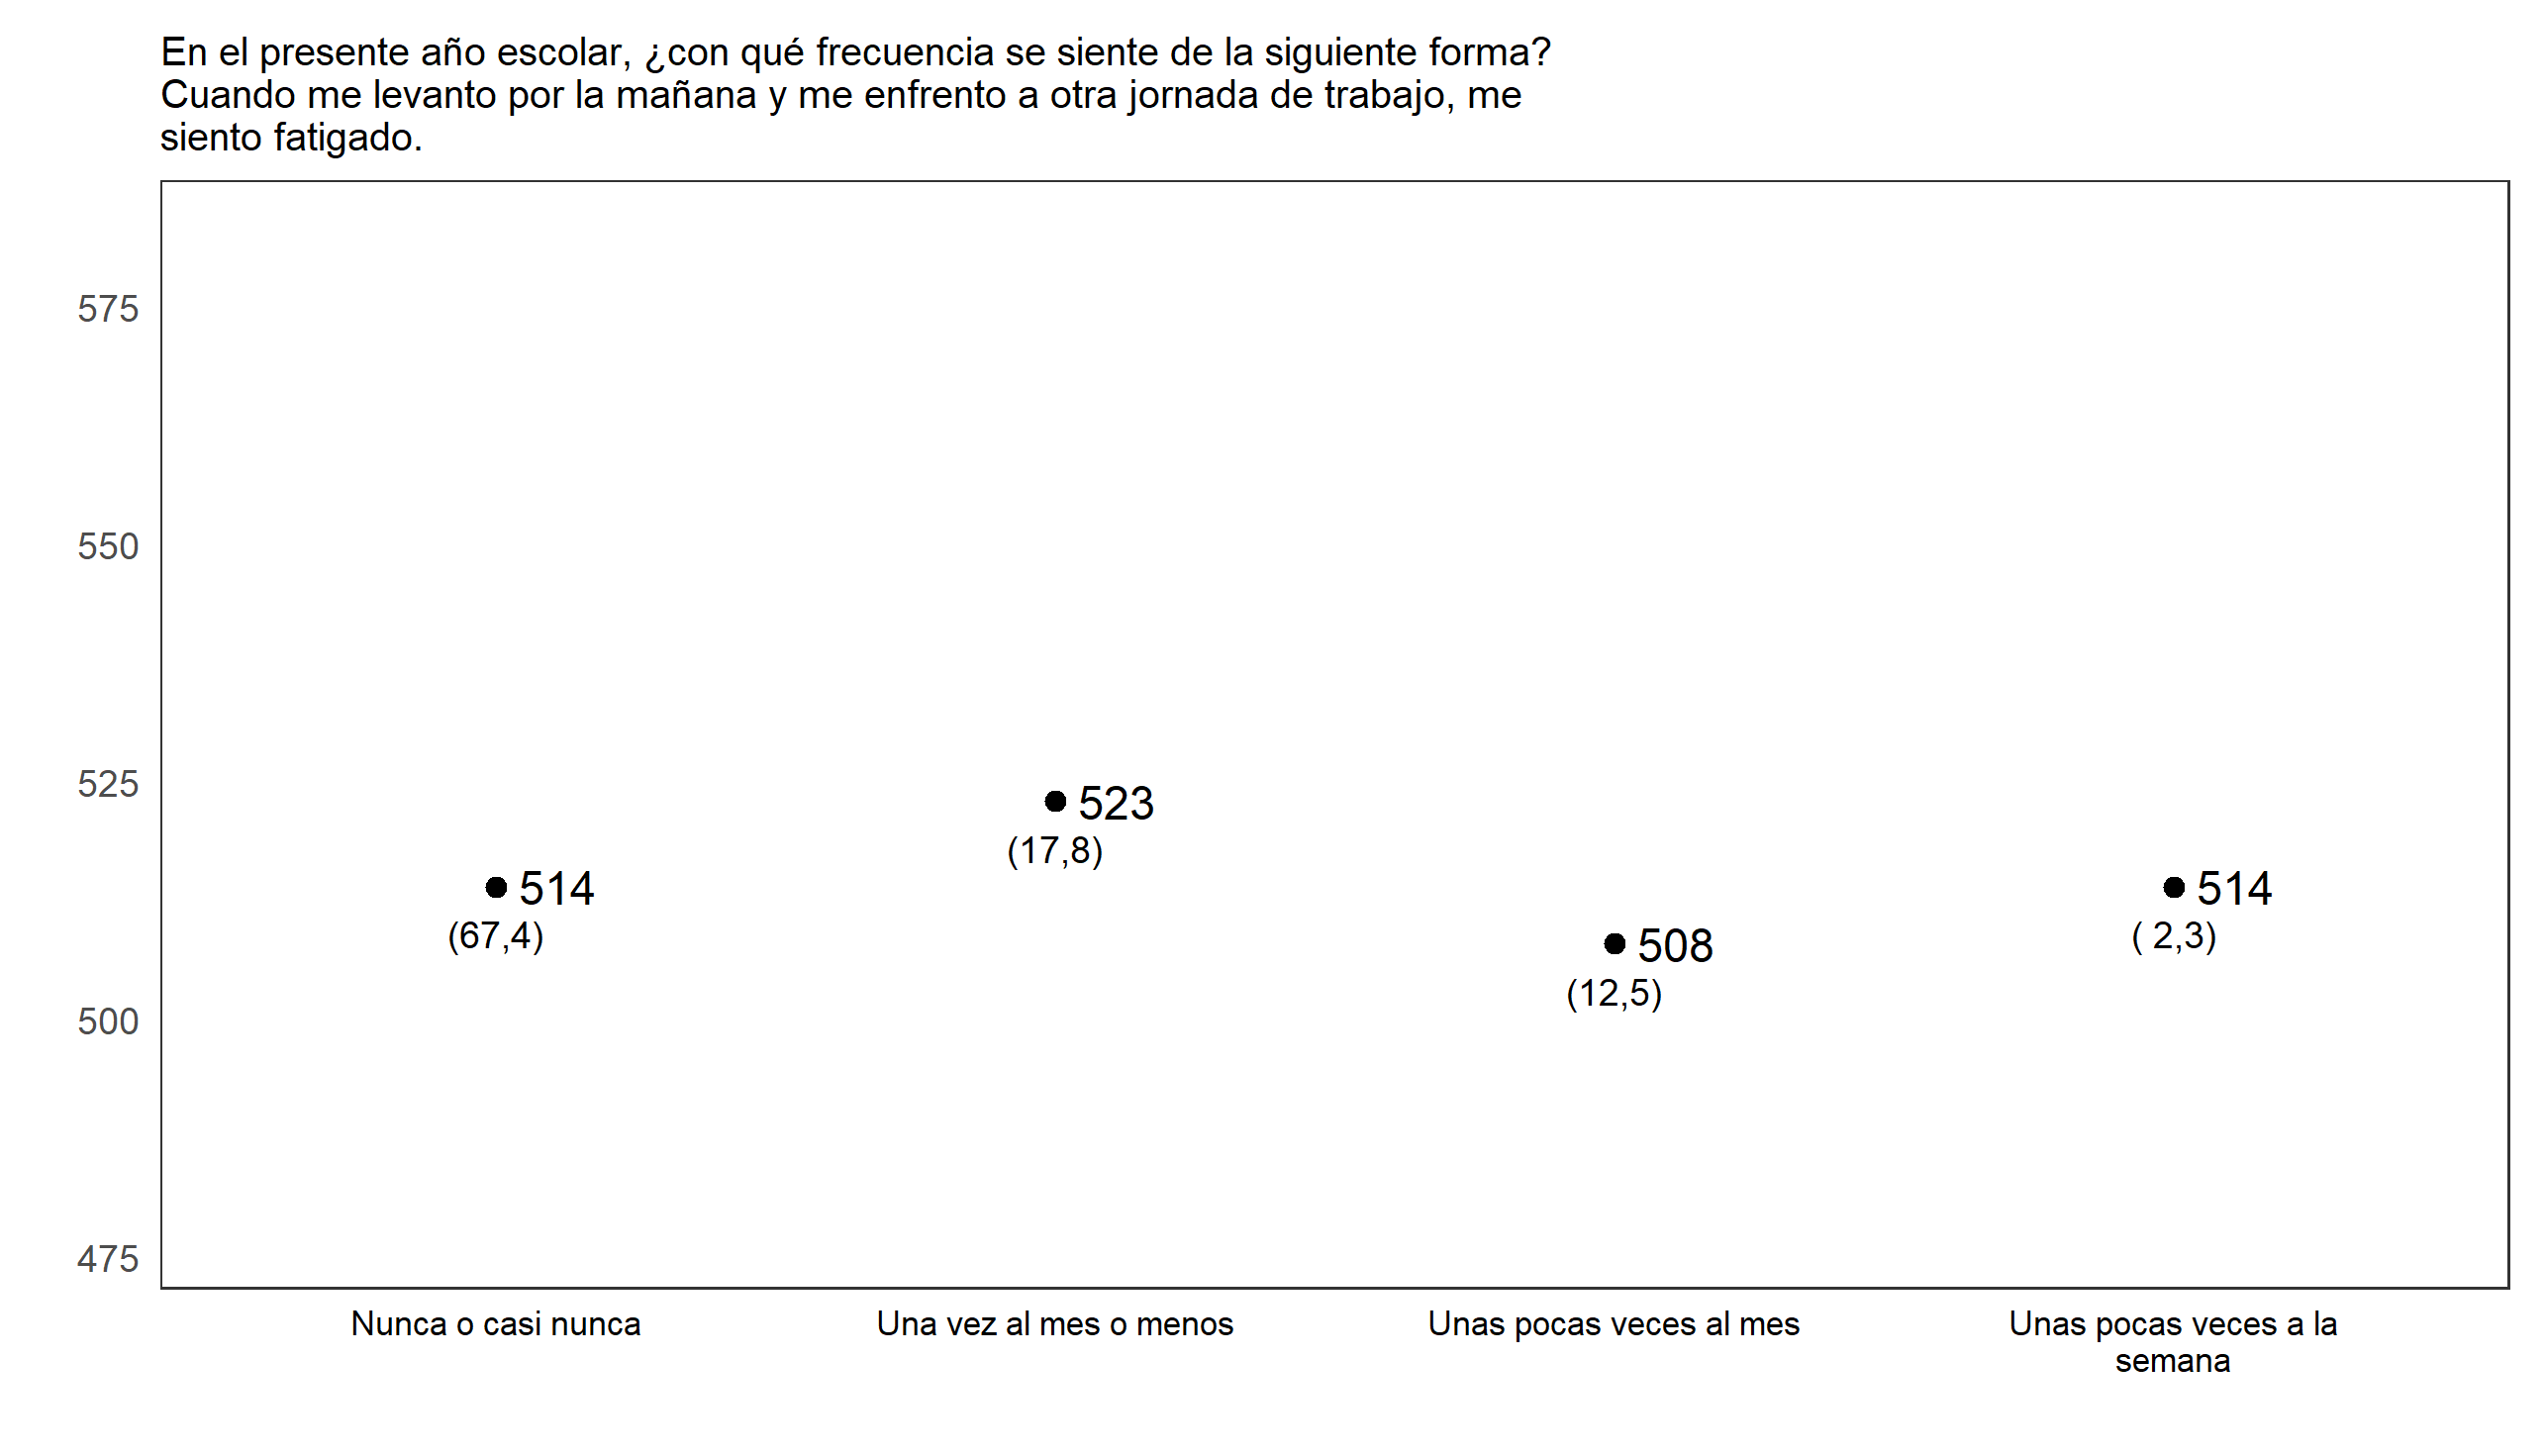 En el presente año escolar, ¿con qué frecuencia se siente de la siguiente forma?
Cuando me levanto por la mañana y me enfrento a otra jornada de trabajo, me
siento fatigado.
575
550
525
500
475
514
(67,4)
523
(17,8)
508
(12,5)
514
( 2,3)
Nunca o casi nunca
Una vez al mes o menos
Unas pocas veces al mes
Unas pocas veces a la
semana